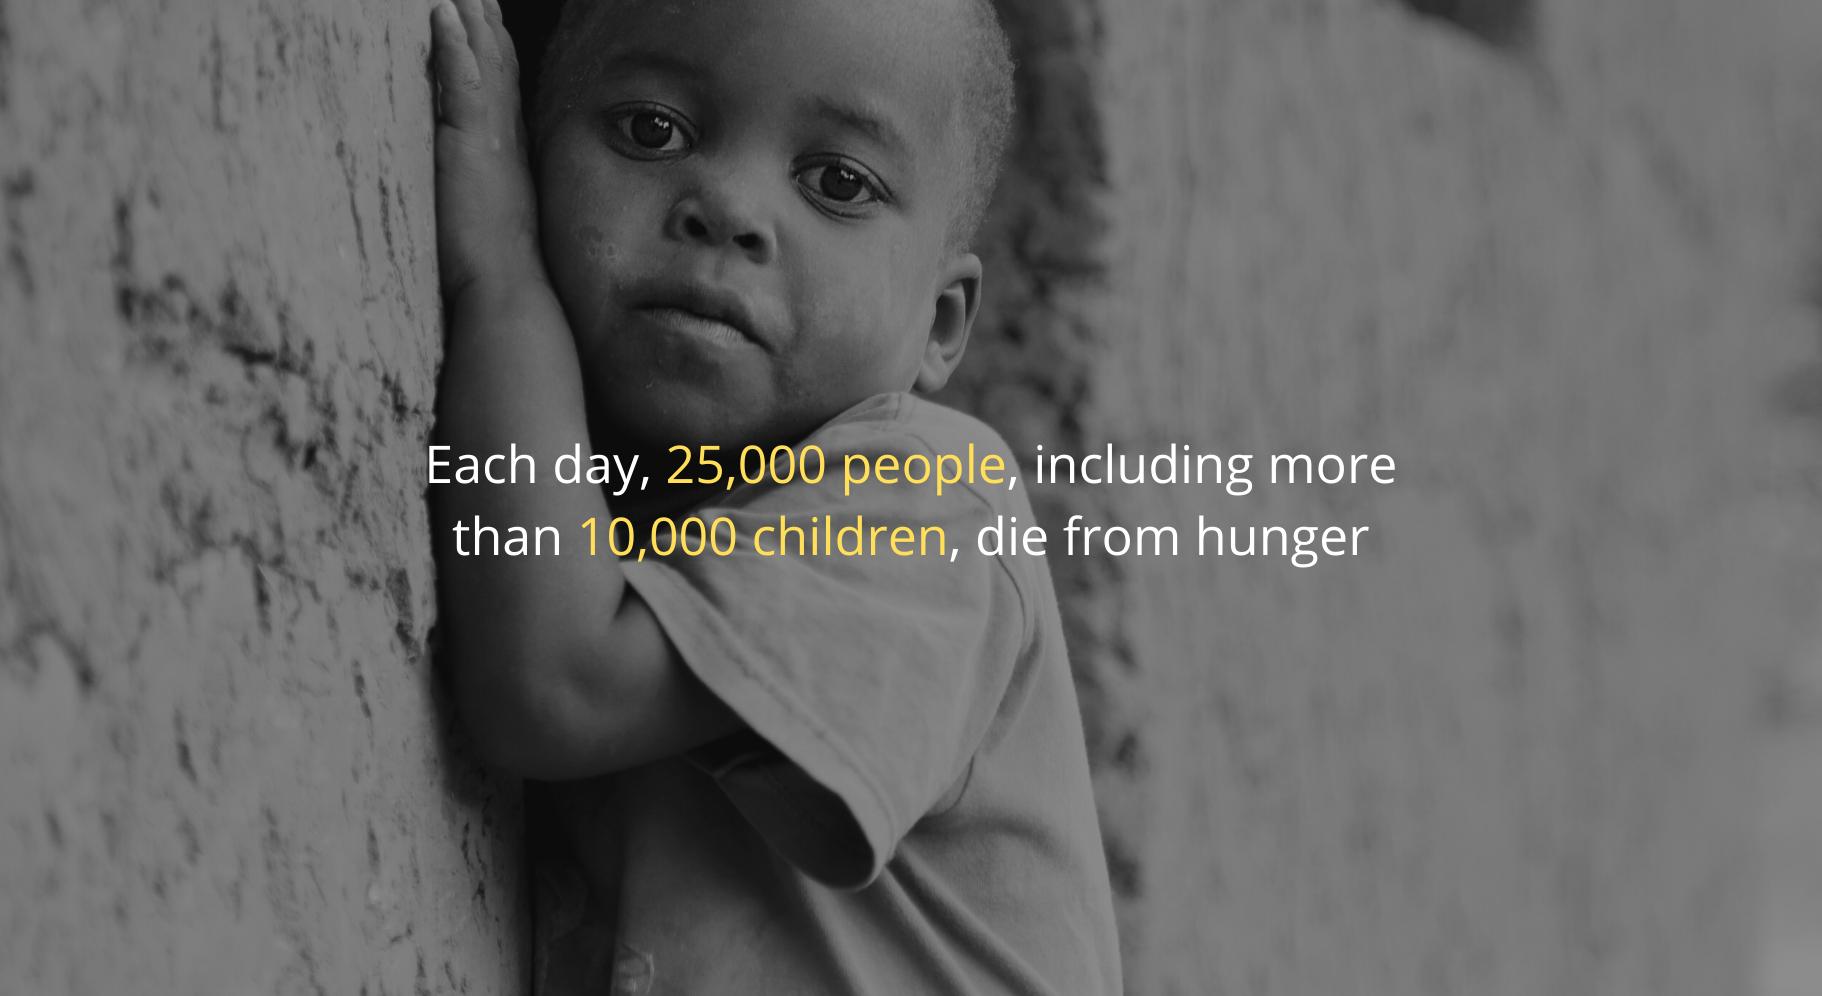 Each day, 25,000 people, including more
than 10,000 children, die from hunger